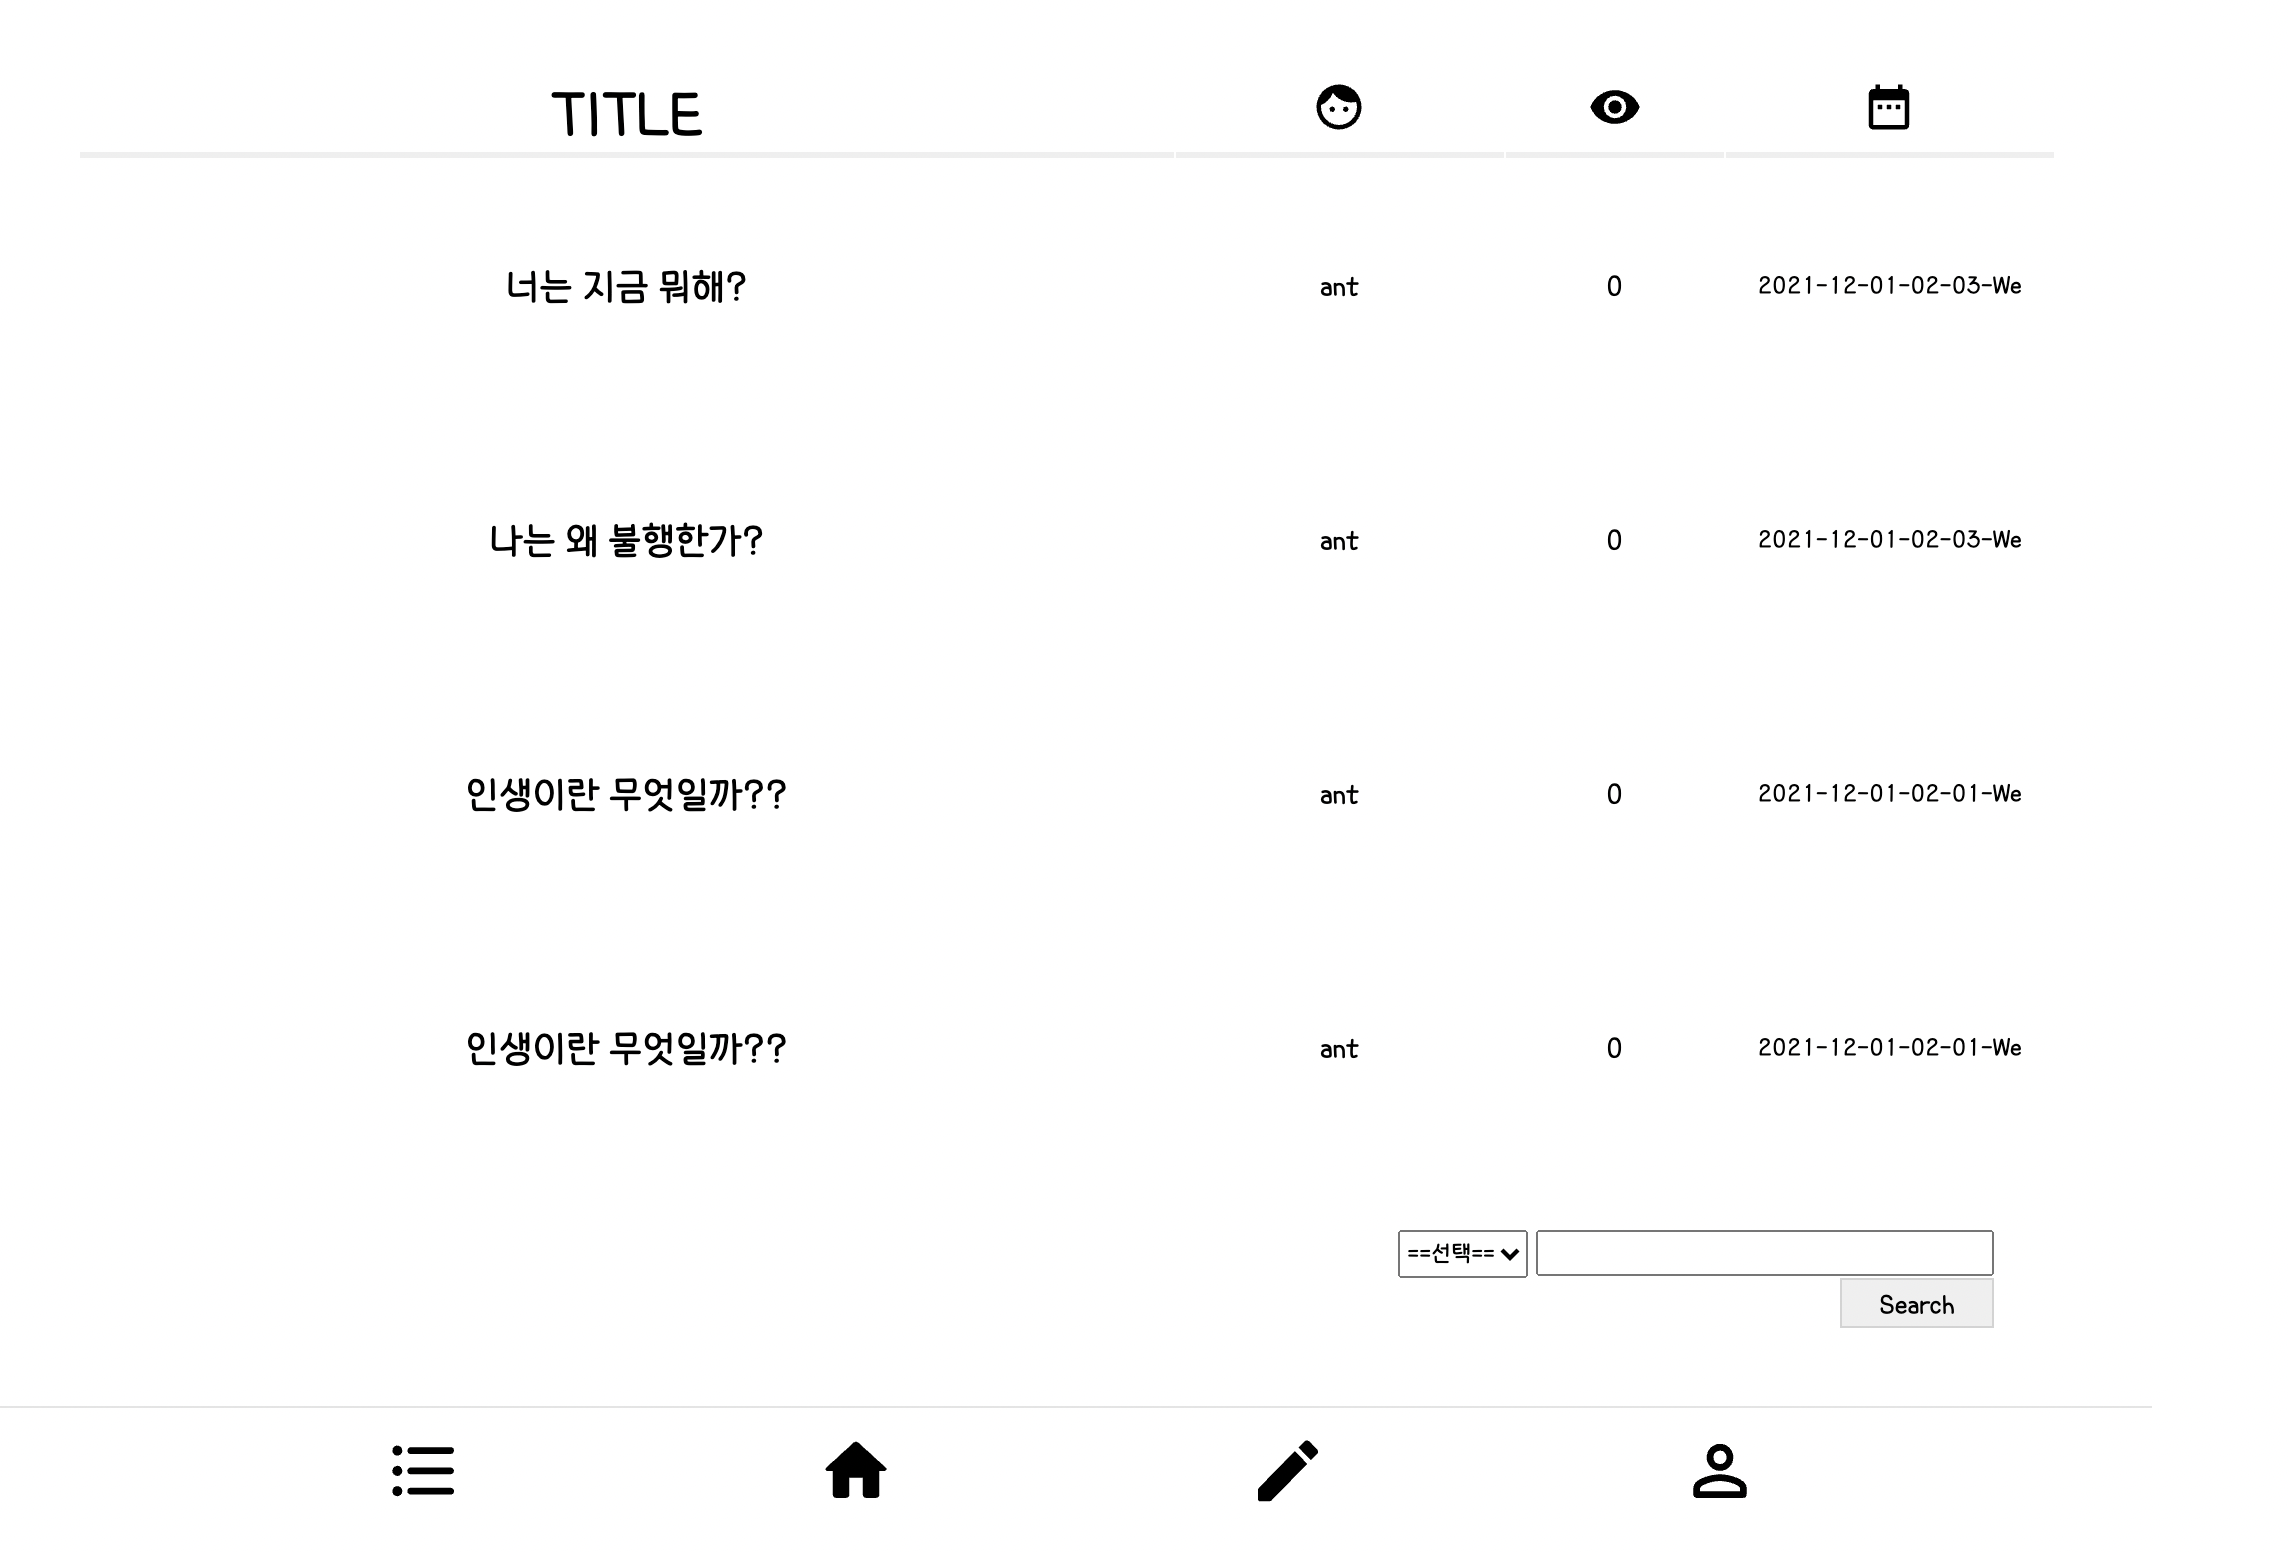 TITLE
너는 지금 뭐해? ant 0 2021-12-01-02-03-We
나는 왜 불행한가? ant 0 2021-12-01-02-03-We
인생이란 무엇일까?? ant 0 2021-12-01-02-01-We
인생이란 무엇일까?? ant 0 2021-12-01-02-01-We
==선택==
Search